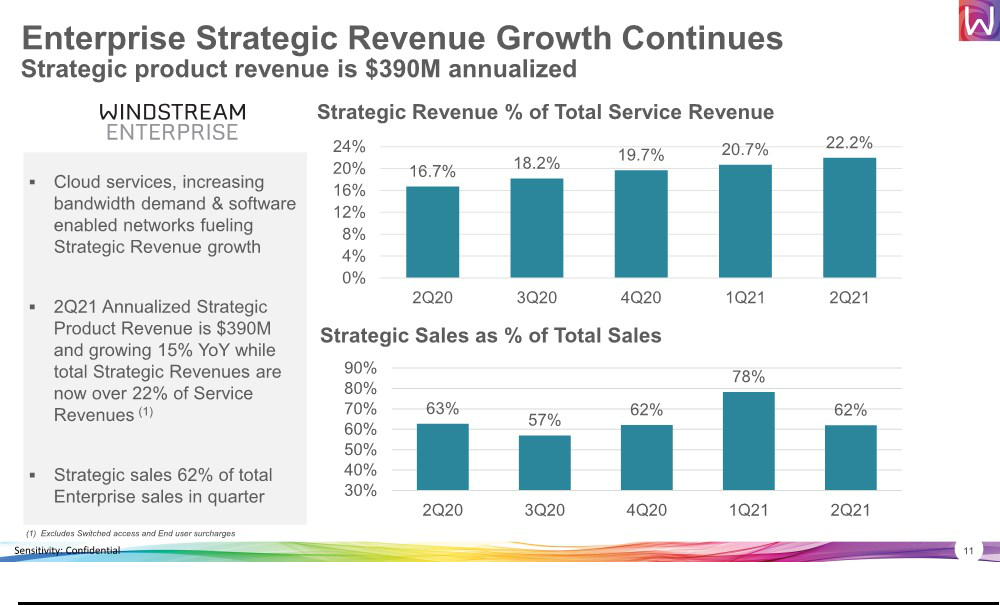 Enterprise Strategic Revenue Growth Continues
Strategic product revenue is $390M annualized
W
WINDSTREAM
ENTERPRISE
▪ Cloud services, increasing
bandwidth demand & software
enabled networks fueling
Strategic Revenue growth
▪ 2Q21 Annualized Strategic
Product Revenue is $390M
and growing 15% YoY while
total Strategic Revenues are
now over 22% of Service
Revenues (1)
▪ Strategic sales 62% of total
Enterprise sales in quarter
Strategic Revenue % of Total Service Revenue
24%
20%
16%
12%
8%
4%
0%
16.7% 18.2% 19.7% 20.7% 22.2%
2Q20 3Q20 4Q20 1Q21 2Q21
Strategic Sales as % of Total Sales
90%
80%
70%
60%
50%
40%
30%
63% 57% 62% 78% 62%
2Q20 3Q20 4Q20 1Q21 2Q21
(1) Excludes Switched access and End user surcharges
Sensitivity: Confidential
11